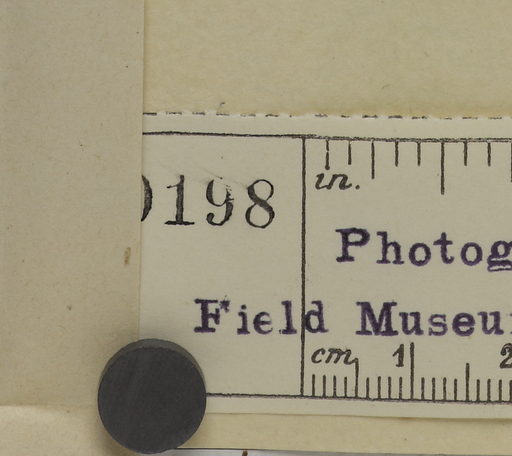 198
in.
Photog
Field Museu
cm 1 2